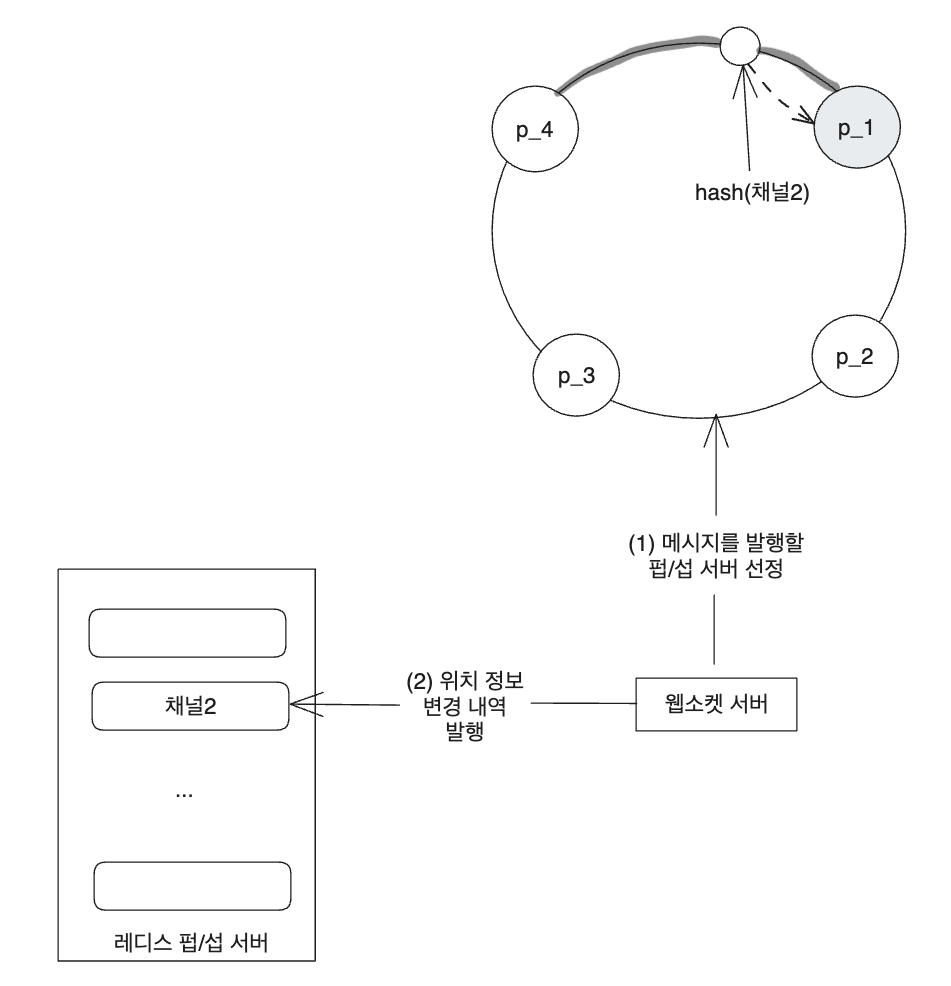 p_4
p_1
hash(채널2)
p_3
p_2
(1) 메시지를 발행할
펍/섭 서버 선정
채널2
(2) 위치 정보
변경 내역
발행
웹소켓 서버
...
레디스 펍/섭 서버